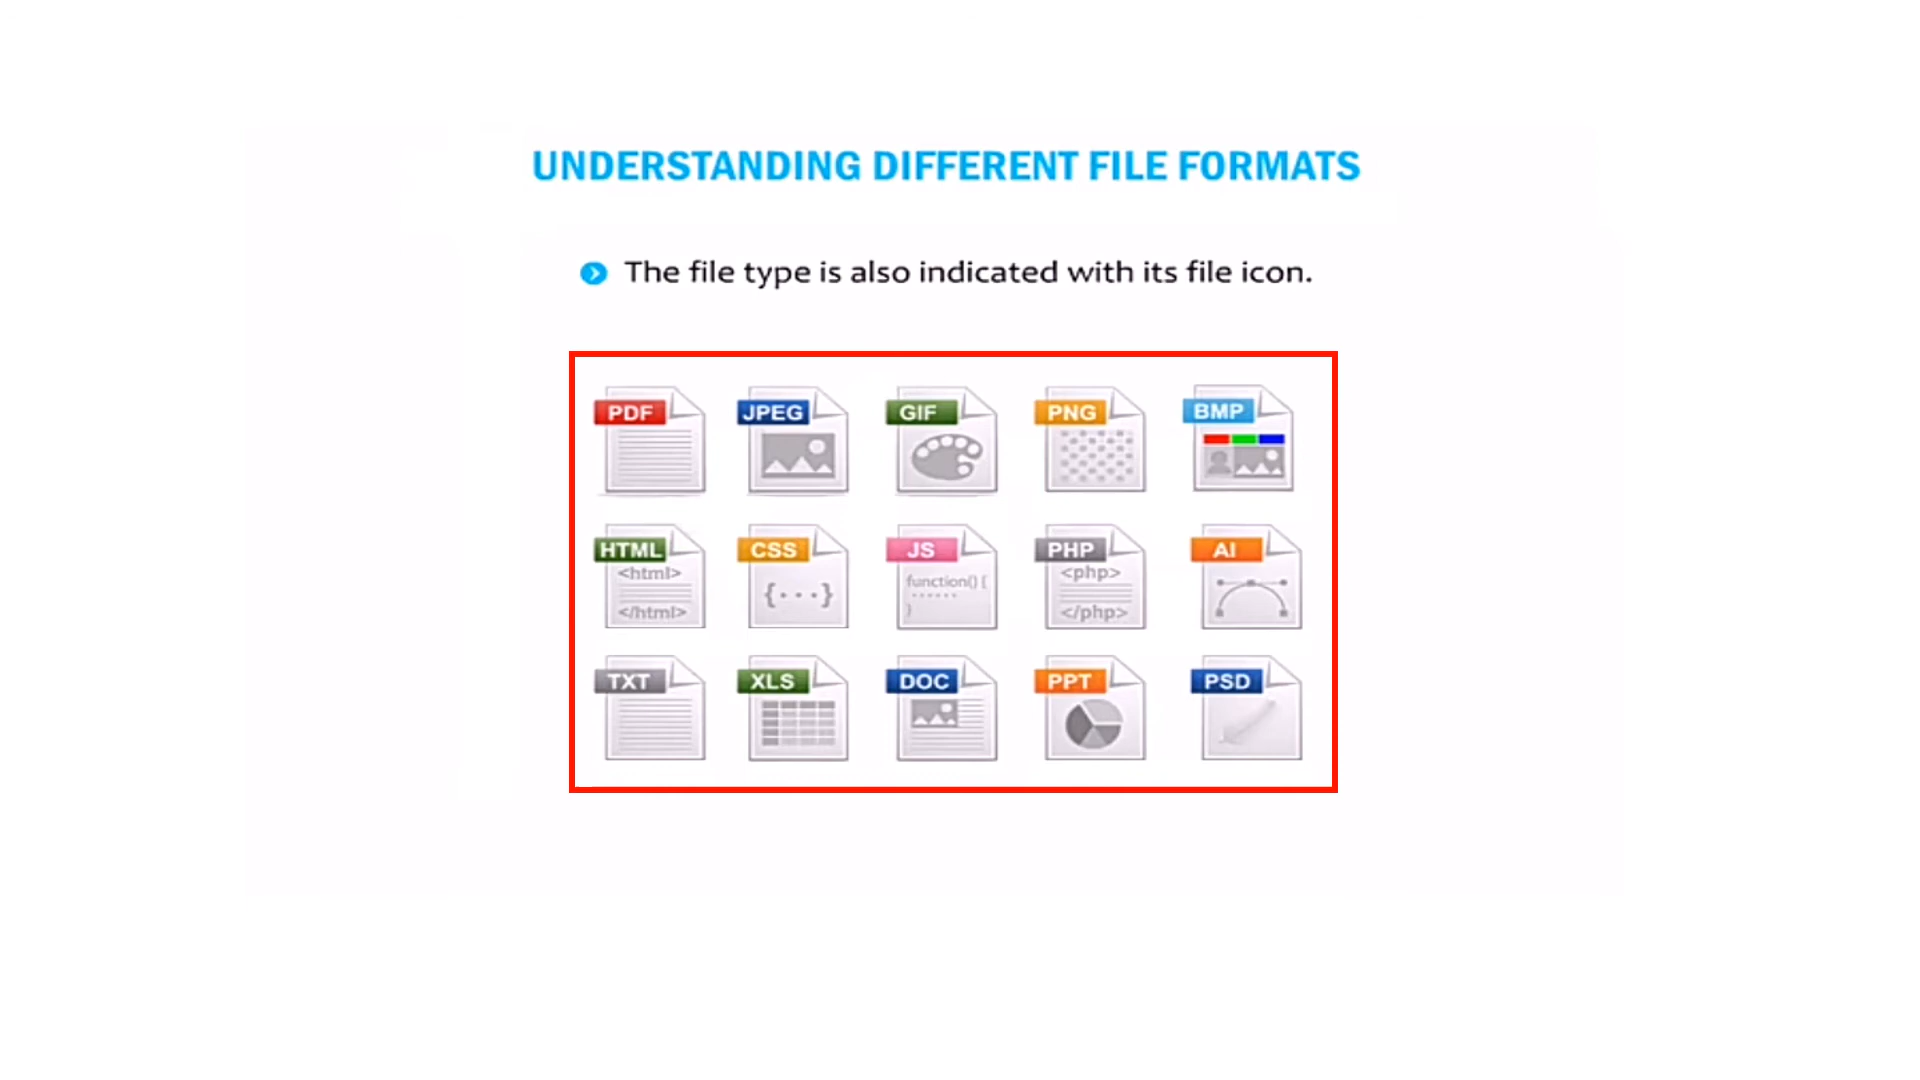 UNDERSTANDING DIFFERENT FILE FORMATS
The file type is also indicated with its file icon.
PDF JPEG GIF PNG BMP
HTML CSS JS PHP AI
<html> function() { <php>
{...}
</html> } </php>
TXT XLS DOC PPT PSD